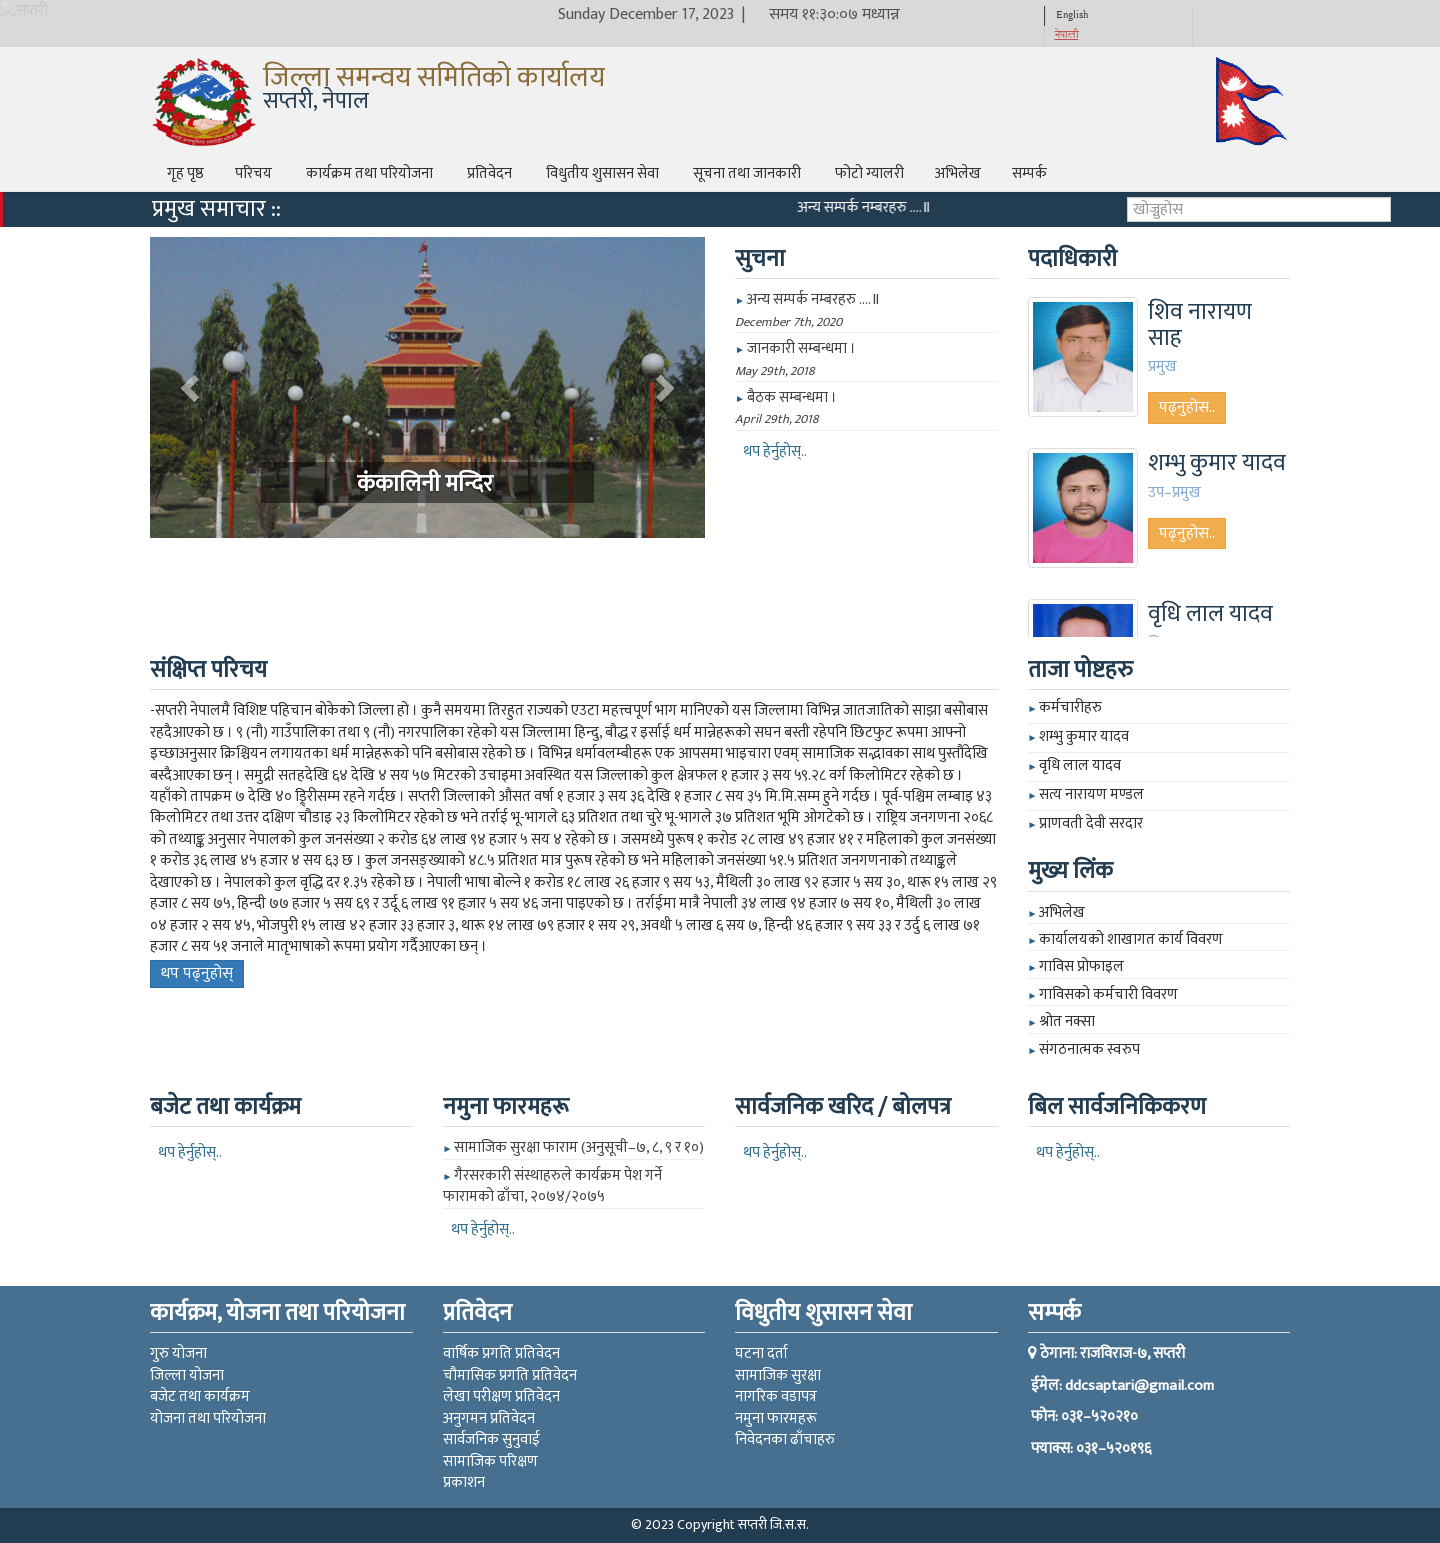 सप्तरी
Sunday December 17, 2023 | समय ११:३०:०७ मध्यान्न
English
नेपाली
जिल्ला समन्वय समितिको कार्यालय
सप्तरी, नेपाल
गृह पृष्ठ परिचय कार्यक्रम तथा परियोजना प्रतिवेदन विधुतीय शुसासन सेवा सूचना तथा जानकारी फोटो ग्यालरी अभिलेख सम्पर्क
प्रमुख समाचार :: अन्य सम्पर्क नम्बरहरु ....॥ खोज्नुहोस
कंकालिनी मन्दिर
सुचना
► अन्य सम्पर्क नम्बरहरु ....॥
December 7th, 2020
► जानकारी सम्बन्धमा ।
May 29th, 2018
► बैठक सम्बन्धमा ।
April 29th, 2018
थप हेर्नुहोस्..
पदाधिकारी
शिव नारायण
साह
प्रमुख
पढ्नुहोस..
शम्भु कुमार यादव
उप–प्रमुख
पढ्नुहोस..
वृधि लाल यादव
संक्षिप्त परिचय
-सप्तरी नेपालमै विशिष्ट पहिचान बोकेको जिल्ला हो । कुनै समयमा तिरहुत राज्यको एउटा महत्त्वपूर्ण भाग मानिएको यस जिल्लामा विभिन्न जातजातिको साझा बसोबास
रहदैआएको छ । ९ (नौ) गाउँपालिका तथा ९ (नौ) नगरपालिका रहेको यस जिल्लामा हिन्दु, बौद्ध र इर्साई धर्म मान्नेहरूको सघन बस्ती रहेपनि छिटफुट रूपमा आफ्नो
इच्छाअनुसार क्रिश्चियन लगायतका धर्म मान्नेहरूको पनि बसोबास रहेको छ । विभिन्न धर्मावलम्बीहरू एक आपसमा भाइचारा एवम् सामाजिक सद्भावका साथ पुस्तौंदेखि
बस्दैआएका छन् । समुद्री सतहदेखि ६४ देखि ४ सय ५७ मिटरको उचाइमा अवस्थित यस जिल्लाको कुल क्षेत्रफल १ हजार ३ सय ५९.२८ वर्ग किलोमिटर रहेको छ ।
यहाँको तापक्रम ७ देखि ४० ड्रिीसम्म रहने गर्दछ । सप्तरी जिल्लाको औसत वर्षा १ हजार ३ सय ३६ देखि १ हजार ८ सय ३५ मि.मि.सम्म हुने गर्दछ । पूर्व-पश्चिम लम्बाइ ४३
किलोमिटर तथा उत्तर दक्षिण चौडाइ २३ किलोमिटर रहेको छ भने तर्राई भू-भागले ६३ प्रतिशत तथा चुरे भू-भागले ३७ प्रतिशत भूमि ओगटेको छ । राष्ट्रिय जनगणना २०६८
को तथ्याङ्क अनुसार नेपालको कुल जनसंख्या २ करोड ६४ लाख ९४ हजार ५ सय ४ रहेको छ । जसमध्ये पुरूष १ करोड २८ लाख ४९ हजार ४१ र महिलाको कुल जनसंख्या
१ करोड ३६ लाख ४५ हजार ४ सय ६३ छ । कुल जनसङ्ख्याको ४८.५ प्रतिशत मात्र पुरूष रहेको छ भने महिलाको जनसंख्या ५१.५ प्रतिशत जनगणनाको तथ्याङ्कले
देखाएको छ । नेपालको कुल वृद्धि दर १.३५ रहेको छ । नेपाली भाषा बोल्ने १ करोड १८ लाख २६ हजार ९ सय ५३, मैथिली ३० लाख ९२ हजार ५ सय ३०, थारू १५ लाख २९
हजार ८ सय ७५, हिन्दी ७७ हजार ५ सय ६९ र उर्दू ६ लाख ९१ हजार ५ सय ४६ जना पाइएको छ । तर्राईमा मात्रै नेपाली ३४ लाख ९४ हजार ७ सय १०, मैथिली ३० लाख
०४ हजार २ सय ४५, भोजपुरी १५ लाख ४२ हजार ३३ हजार ३, थारू १४ लाख ७९ हजार १ सय २९, अवधी ५ लाख ६ सय ७, हिन्दी ४६ हजार ९ सय ३३ र उर्दु ६ लाख ७१
हजार ८ सय ५१ जनाले मातृभाषाको रूपमा प्रयोग गर्दैआएका छन् ।
थप पढ्नुहोस्
ताजा पोष्टहरु
► कर्मचारीहरु
► शम्भु कुमार यादव
► वृधि लाल यादव
► सत्य नारायण मण्डल
► प्राणवती देवी सरदार
मुख्य लिंक
► अभिलेख
► कार्यालयको शाखागत कार्य विवरण
► गाविस प्रोफाइल
► गाविसको कर्मचारी विवरण
► श्रोत नक्सा
► संगठनात्मक स्वरुप
बजेट तथा कार्यक्रम
थप हेर्नुहोस्..
नमुना फारमहरू
► सामाजिक सुरक्षा फाराम (अनुसूची–७, ८, ९ र १०)
► गैरसरकारी संस्थाहरुले कार्यक्रम पेश गर्ने
फारामको ढाँचा, २०७४/२०७५
थप हेर्नुहोस्..
सार्वजनिक खरिद / बोलपत्र
थप हेर्नुहोस्..
बिल सार्वजनिकिकरण
थप हेर्नुहोस्..
कार्यक्रम, योजना तथा परियोजना
गुरु योजना
जिल्ला योजना
बजेट तथा कार्यक्रम
योजना तथा परियोजना
प्रतिवेदन
वार्षिक प्रगति प्रतिवेदन
चौमासिक प्रगति प्रतिवेदन
लेखा परीक्षण प्रतिवेदन
अनुगमन प्रतिवेदन
सार्वजनिक सुनुवाई
सामाजिक परिक्षण
प्रकाशन
विधुतीय शुसासन सेवा
घटना दर्ता
सामाजिक सुरक्षा
नागरिक वडापत्र
नमुना फारमहरू
निवेदनका ढाँचाहरु
सम्पर्क
ठेगाना: राजविराज-७, सप्तरी
ईमेल: ddcsaptari@gmail.com
फोन: ०३१–५२०२१०
फ्याक्स: ०३१–५२०१९६
© 2023 Copyright सप्तरी जि.स.स.